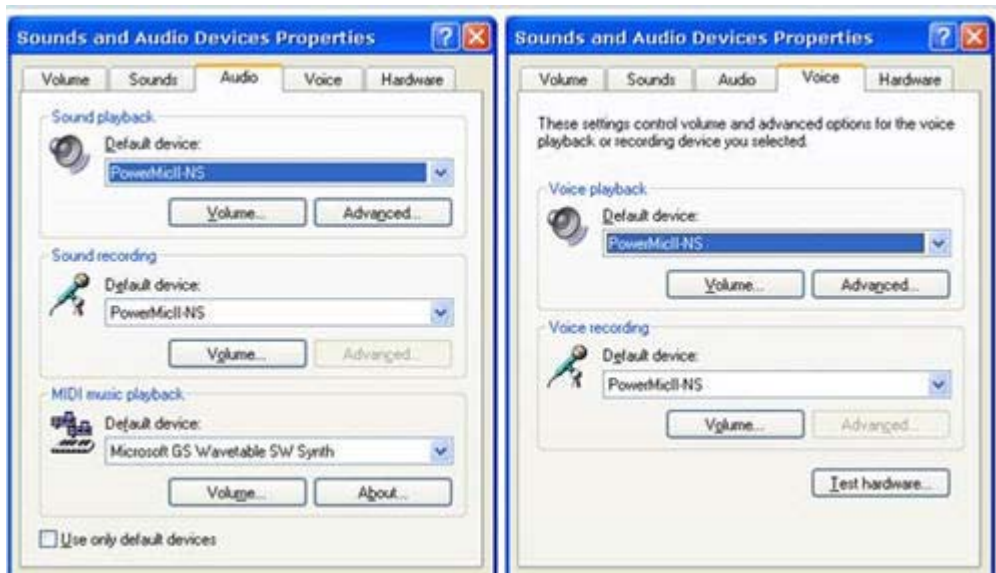 Sounds and Audio Devices Properties
Volume Sounds Audio Voice Hardware
Sound playback
Default device:
PowerMicII-NS
Volume... Advanced...
Sound recording
Default device:
PowerMicII-NS
Volume... Advanced...
MIDI music playback
Default device:
Microsoft GS Wavetable SW Synth
Volume... About...
Use only default devices
Sounds and Audio Devices Properties
Volume Sounds Audio Voice Hardware
These settings control volume and advanced options for the voice
playback or recording device you selected.
Voice playback
Default device:
PowerMicII-NS
Volume... Advanced...
Voice recording
Default device:
PowerMicII-NS
Volume... Advanced...
Test hardware...